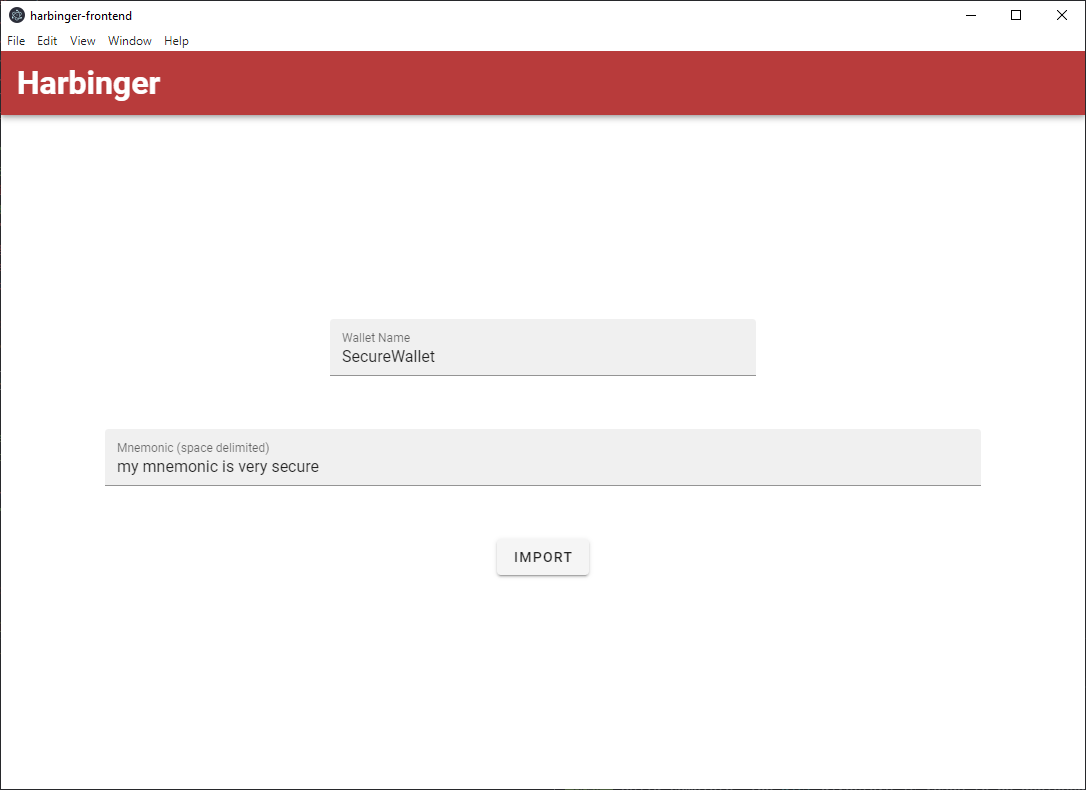 harbinger-frontend
File Edit View Window Help
Harbinger
Wallet Name
SecureWallet
Mnemonic (space delimited)
my mnemonic is very secure
IMPORT